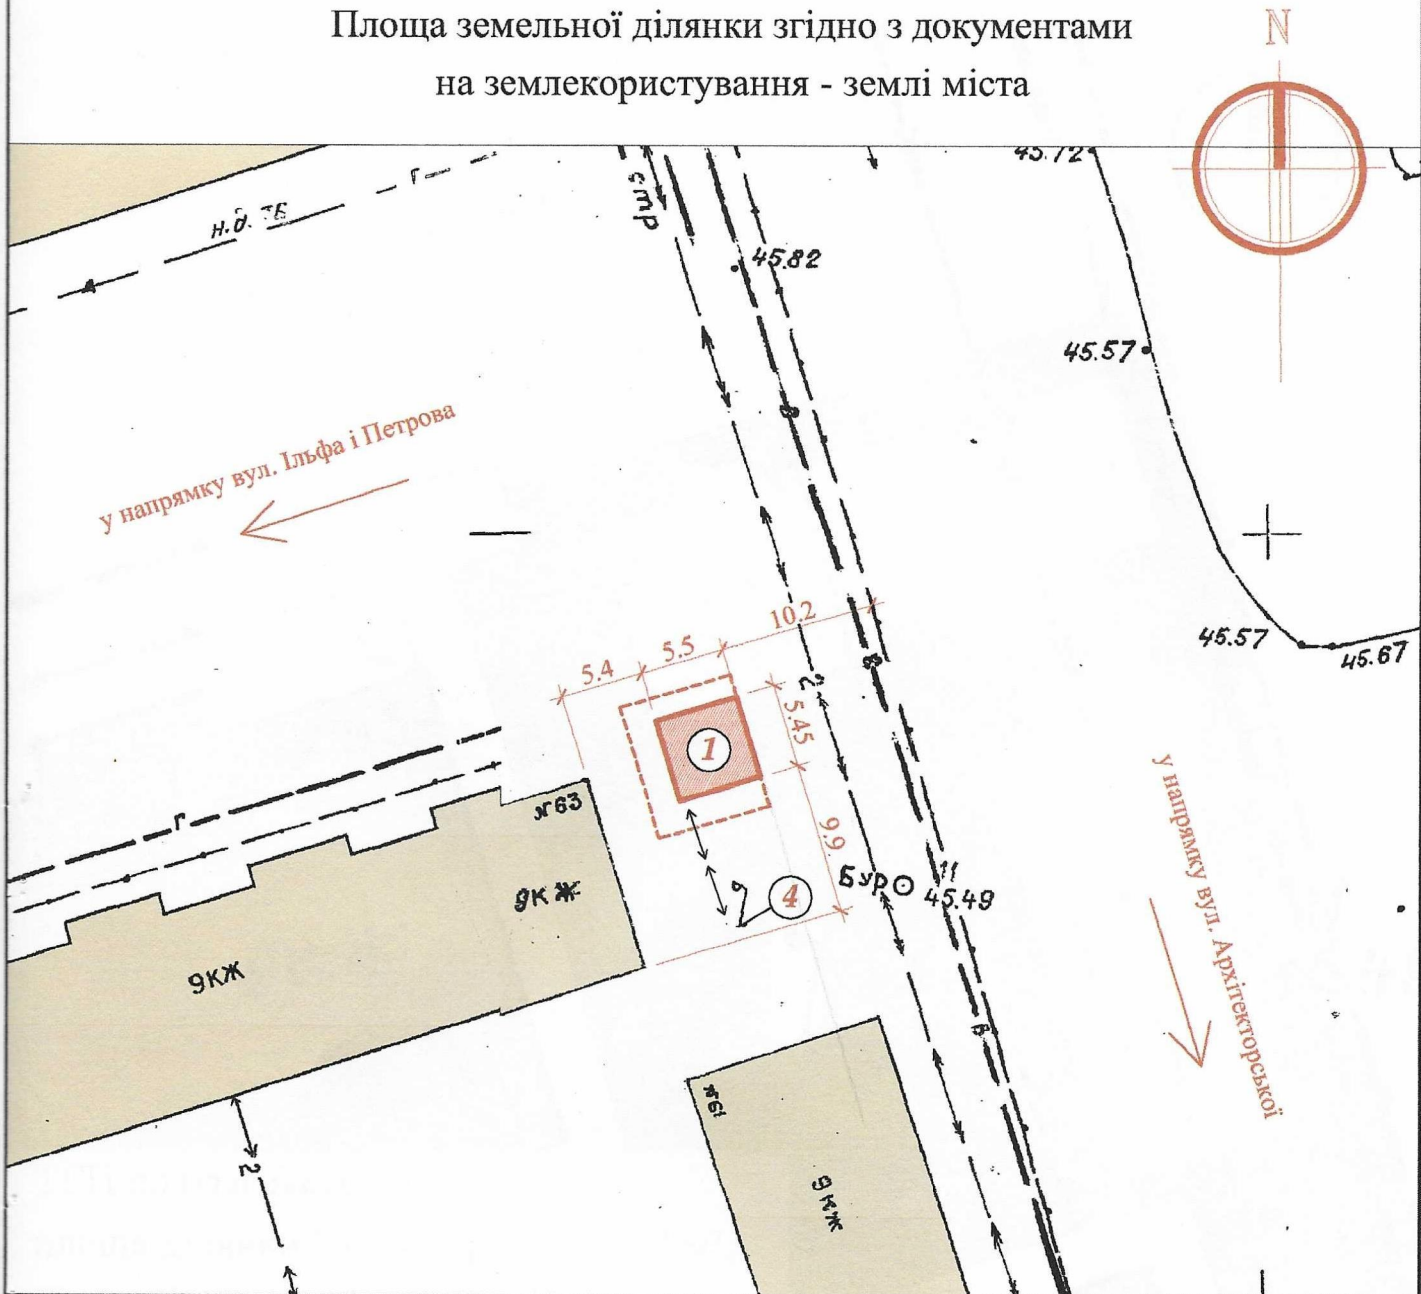 Площа земельної ділянки згідно з документами
на землекористування - землі міста
N
45.72
Г
н.д.
45.82
45.57
у напрямку вул. Ільфа і Петрова
в
10.2
5.5
5.4
45.57
45.67
в
2
5.45
1
у напрямку вул. Архітекторської
№63
Г
9.9
9КЖ
4
Бур
45.49
9КЖ
в
№61
2
9КЖ